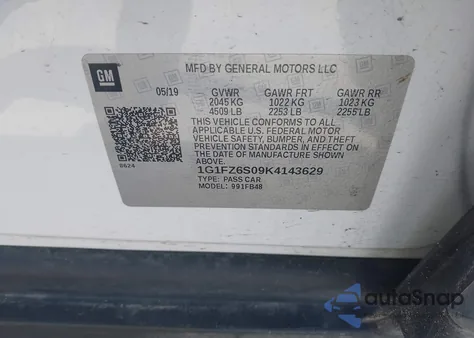 MFD BY GENERAL MOTORS LLC
GM
05/19 GVWR GAWR FRT GAWR RR
2045 KG 1022 KG 1023 KG
4509 LB 2253 LB 2255 LB
THIS VEHICLE CONFORMS TO ALL
APPLICABLE U.S. FEDERAL MOTOR
VEHICLE SAFETY, BUMPER, AND THEFT
PREVENTION STANDARDS IN EFFECT ON
THE DATE OF MANUFACTURE SHOWN ABOVE.
0624
1G1FZ6S09K4143629
TYPE: PASS CAR
MODEL: 991FB48
autoSnap